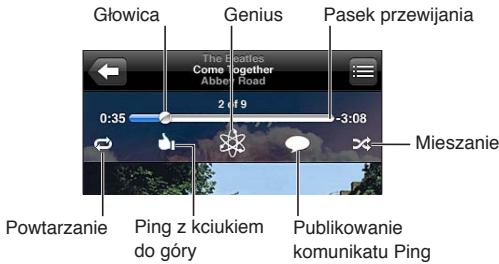 Głowica
Genius
Pasek przewijania
The Beatles
Come Together
Abbey Road
2 of 9
0:35
-3:08
Mieszanie
Powtarzanie
Ping z kciukiem
do góry
Publikowanie
komunikatu Ping